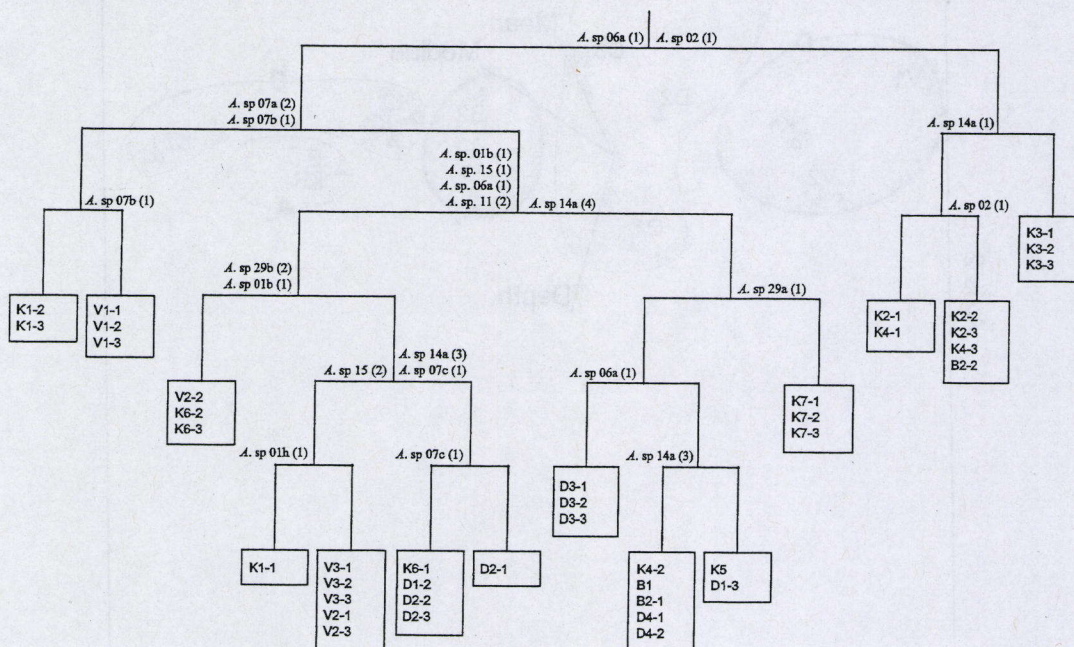 A. sp 06a (1) A. sp 02 (1)
A. sp 07a (2)
A. sp 07b (1)
A. sp 14a (1)
A. sp. 01b (1)
A. sp. 15 (1)
A. sp. 06a (1)
A. sp. 11 (2) A. sp 14a (4)
A. sp 07b (1)
A. sp 02 (1)
K3-1
K3-2
K3-3
K1-2
K1-3
V1-1
V1-2
V1-3
A. sp 29b (2)
A. sp 01b (1)
A. sp 29a (1)
K2-1
K4-1
K2-2
K2-3
K4-3
B2-2
V2-2
K6-2
K6-3
A. sp 14a (3)
A. sp 15 (2) A. sp 07c (1)
A. sp 06a (1)
K7-1
K7-2
K7-3
A. sp 01h (1)
A. sp 07c (1)
D3-1
D3-2
D3-3
A. sp 14a (3)
K1-1
V3-1
V3-2
V3-3
V2-1
V2-3
K6-1
D1-2
D2-2
D2-3
D2-1
K4-2
B1
B2-1
D4-1
D4-2
K5
D1-3
Depth